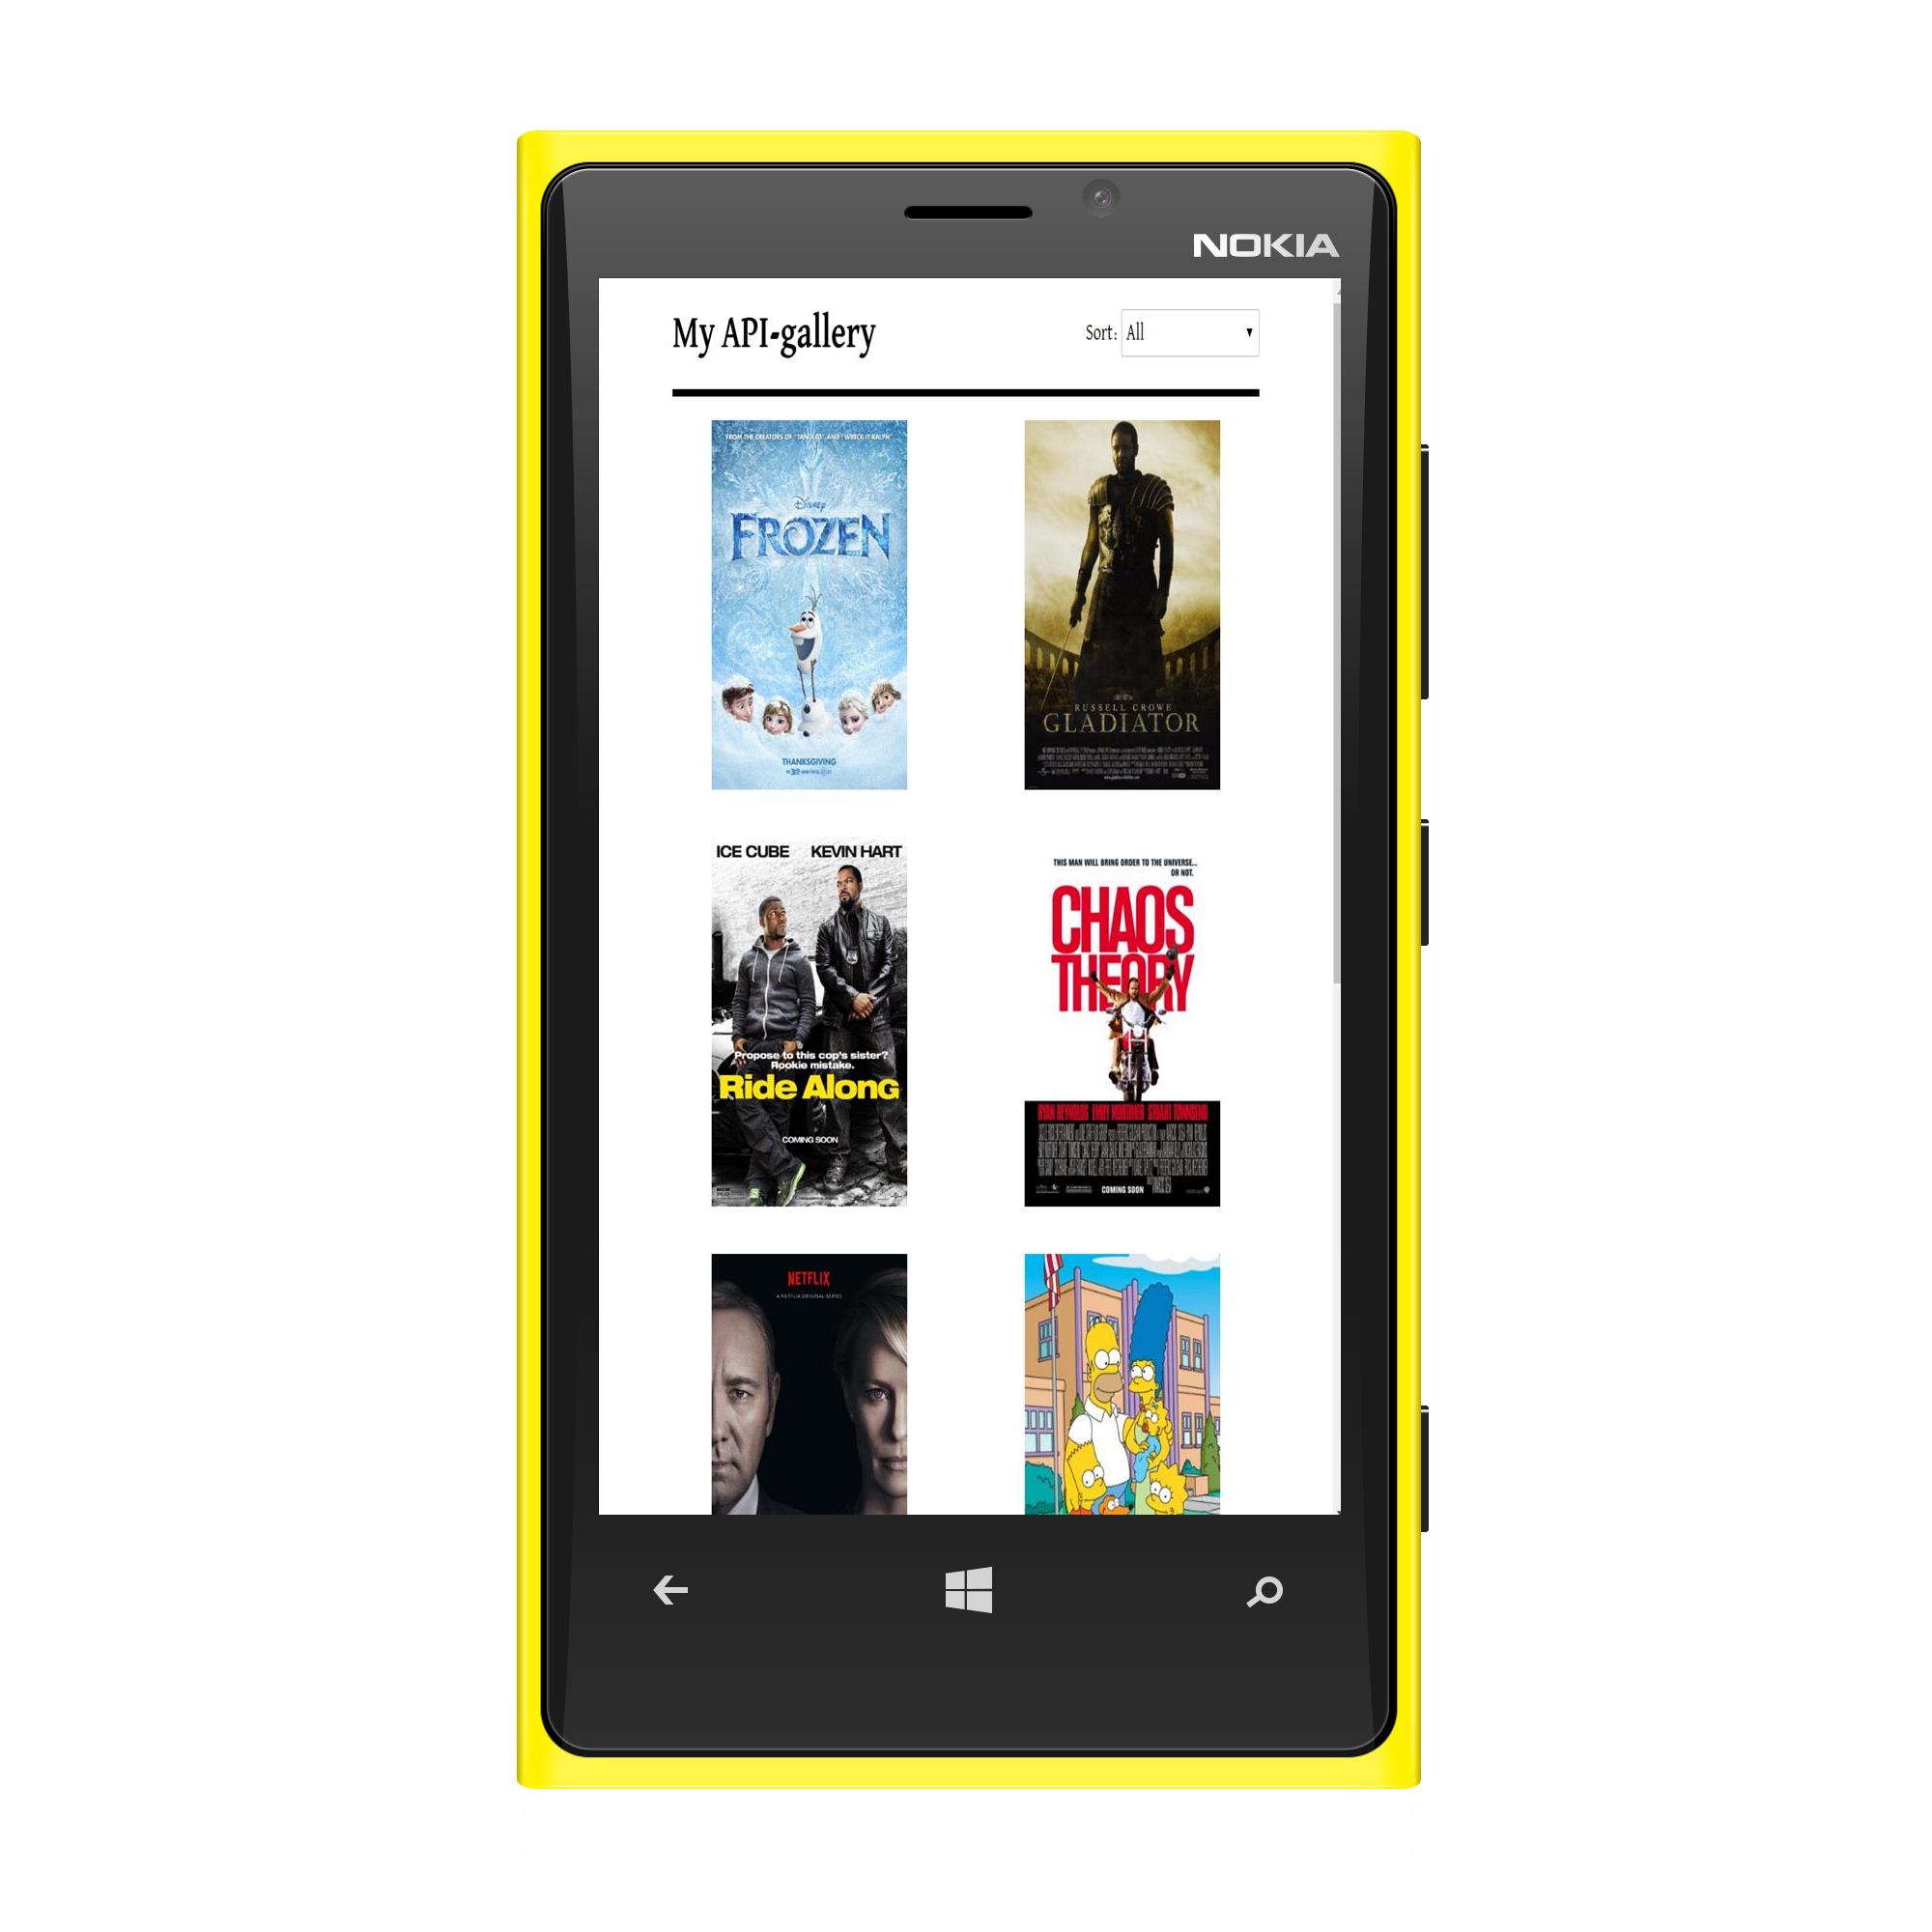 NOKIA
My API-gallery
Sort: All
FROM THE CREATORS OF "TANGLED" AND "WRECK-IT RALPH"
Disney
FROZEN
THANKSGIVING
RUSSELL CROWE
GLADIATOR
ICE CUBE KEVIN HART
Propose to this cop's sister?
Rookie mistake.
Ride Along
COMING SOON
THIS MAN WILL BRING ORDER TO THE UNIVERSE...
OR NOT.
CHAOS
THEORY
RYAN REYNOLDS EMILY MORTIMER STUART TOWNSEND
COMING SOON
NETFLIX
A NETFLIX ORIGINAL SERIES